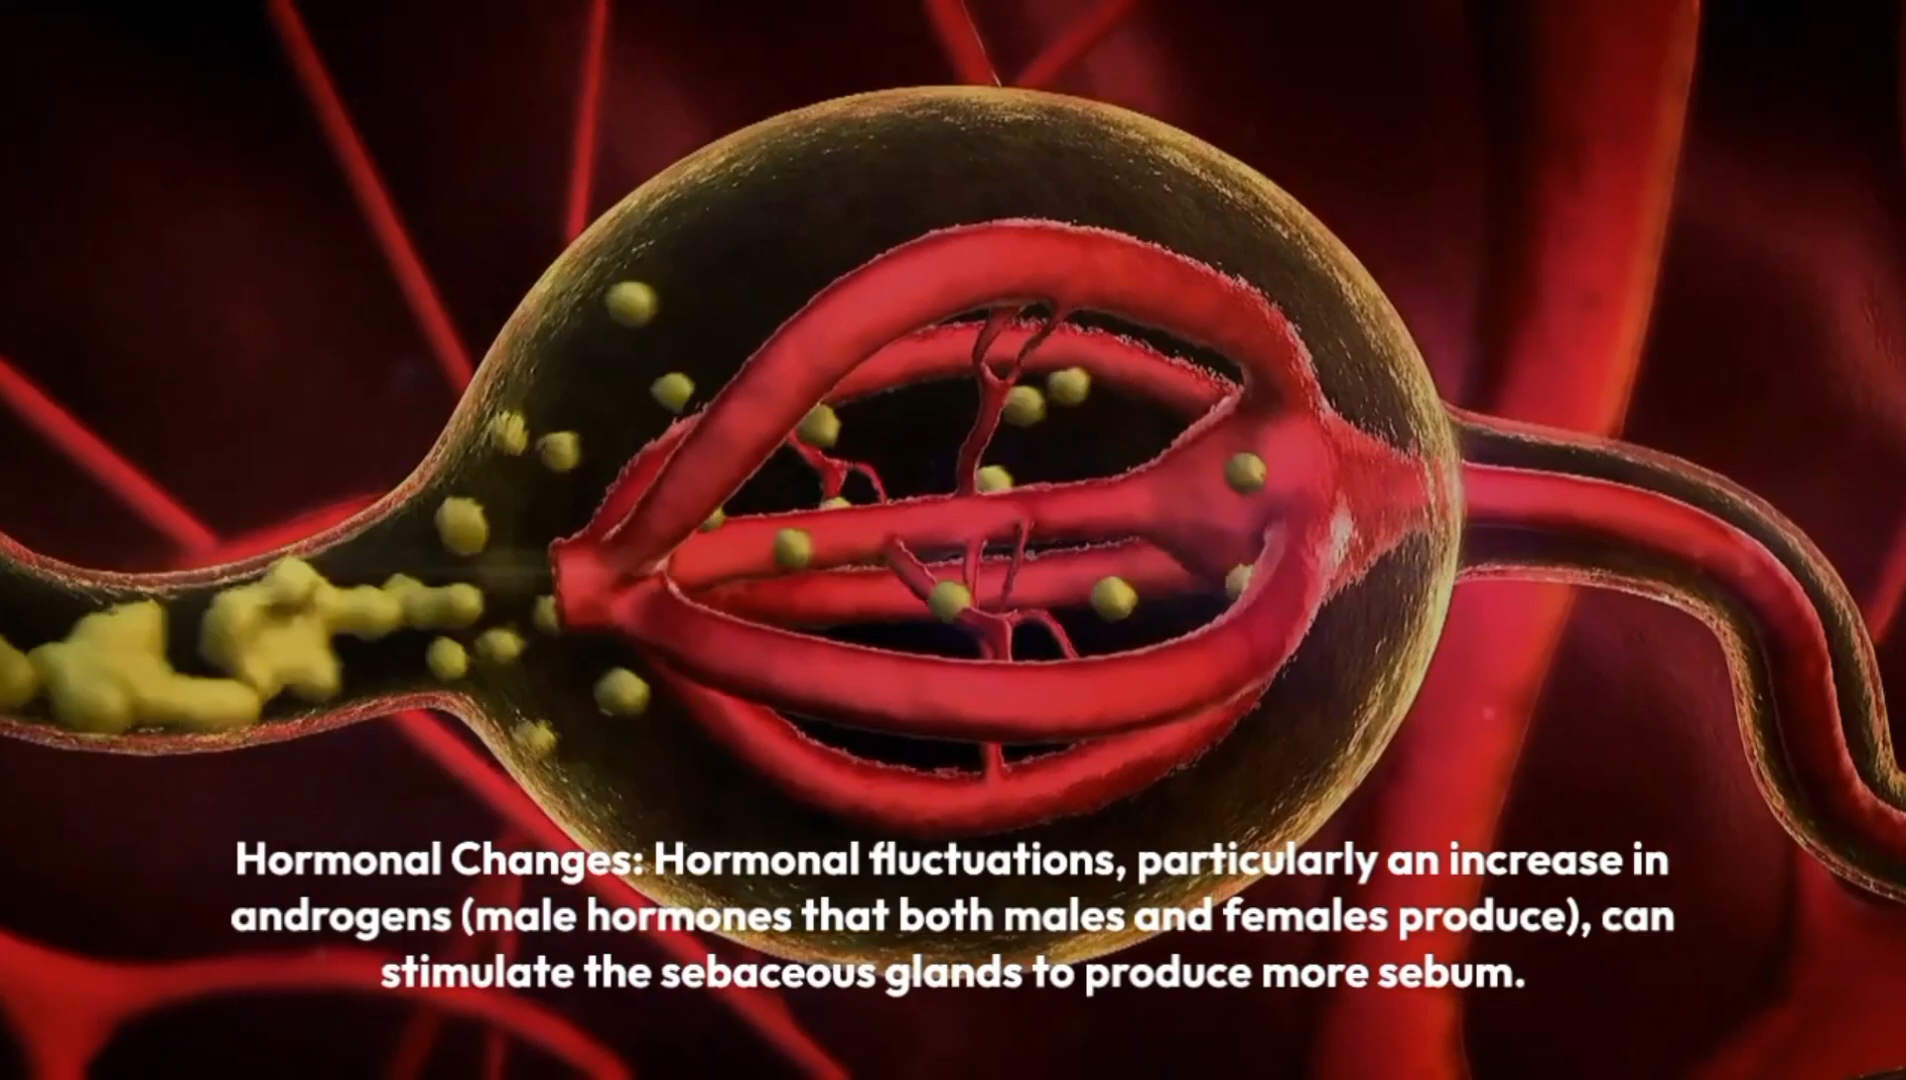 Hormonal Changes: Hormonal fluctuations, particularly an increase in
androgens (male hormones that both males and females produce), can
stimulate the sebaceous glands to produce more sebum.